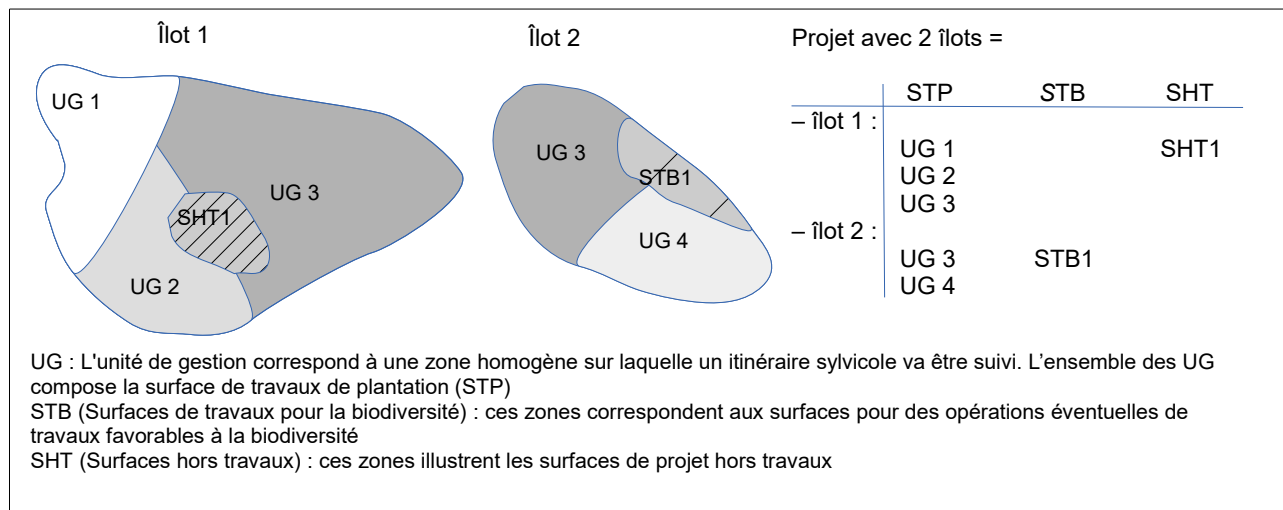 Îlot 1
Îlot 2
Projet avec 2 îlots =
UG 1
UG 3
SHT1
UG 2
UG 3
STB1
UG 4
STP STB SHT
– îlot 1 :
UG 1 SHT1
UG 2
UG 3
– îlot 2 :
UG 3 STB1
UG 4
UG : L'unité de gestion correspond à une zone homogène sur laquelle un itinéraire sylvicole va être suivi. L’ensemble des UG
compose la surface de travaux de plantation (STP)
STB (Surfaces de travaux pour la biodiversité) : ces zones correspondent aux surfaces pour des opérations éventuelles de
travaux favorables à la biodiversité
SHT (Surfaces hors travaux) : ces zones illustrent les surfaces de projet hors travaux